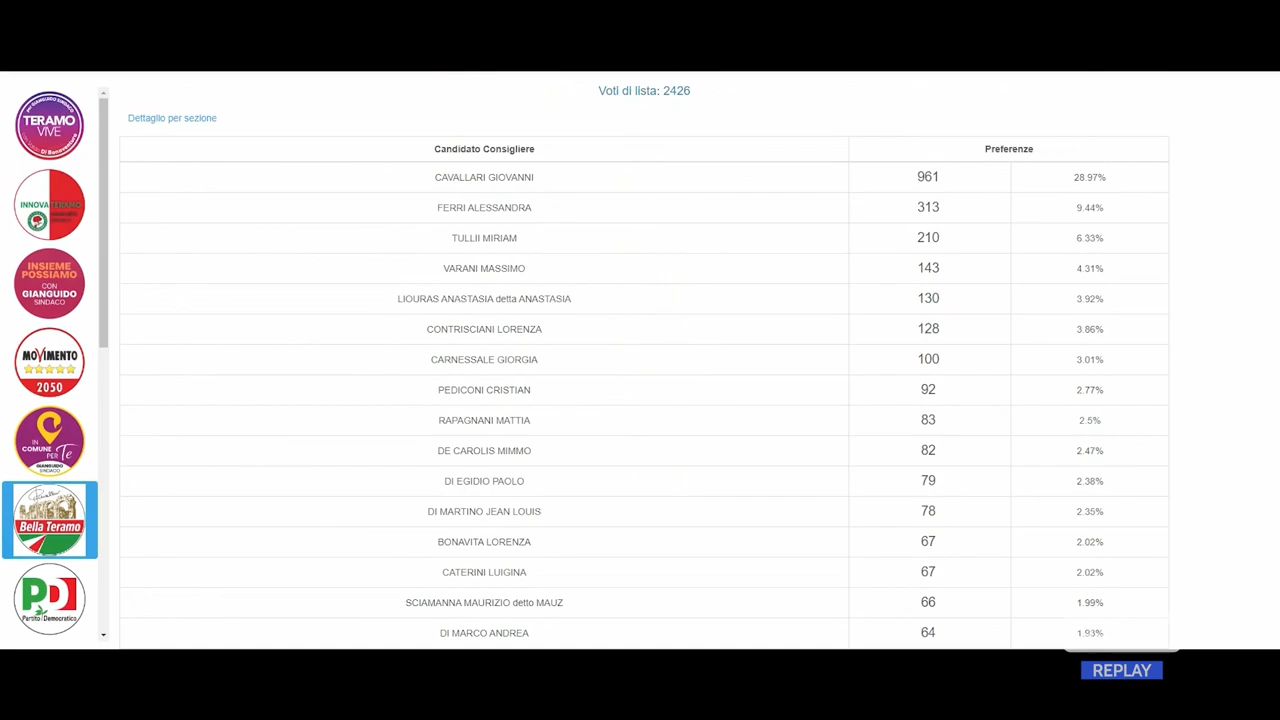 Voti di lista: 2426
Dettaglio per sezione
Candidato Consigliere Preferenze
CAVALLARI GIOVANNI 961 28.97%
FERRI ALESSANDRA 313 9.44%
TULLII MIRIAM 210 6.33%
VARANI MASSIMO 143 4.31%
LIOURAS ANASTASIA detta ANASTASIA 130 3.92%
CONTRISCIANI LORENZA 128 3.86%
CARNESSALE GIORGIA 100 3.01%
PEDICONI CRISTIAN 92 2.77%
RAPAGNANI MATTIA 83 2.5%
DE CAROLIS MIMMO 82 2.47%
DI EGIDIO PAOLO 79 2.38%
DI MARTINO JEAN LOUIS 78 2.35%
BONAVITA LORENZA 67 2.02%
CATERINI LUIGINA 67 2.02%
SCIAMANNA MAURIZIO detto MAUZ 66 1.99%
DI MARCO ANDREA 64 1.93%
TERAMO
VIVE
INNOVA TERAMO
INSIEME
POSSIAMO
CON
GIANGUIDO
SINDACO
MOVIMENTO
2050
IN
COMUNE
PER Te
GIANGUIDO
SINDACO
Bella Teramo
PD
Partito Democratico
REPLAY